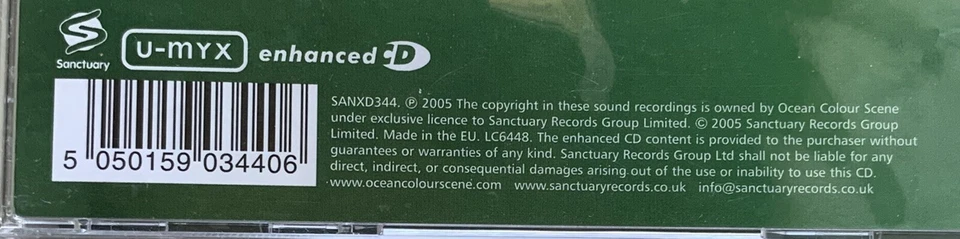 Sanctuary
U-MYX
enhanced CD
SANXD344. ℗ 2005 The copyright in these sound recordings is owned by Ocean Colour Scene
under exclusive licence to Sanctuary Records Group Limited. © 2005 Sanctuary Records Group
Limited. Made in the EU. LC6448. The enhanced CD content is provided to the purchaser without
guarantees or warranties of any kind. Sanctuary Records Group Ltd shall not be liable for any
direct, indirect, or consequential damages arising out of the use or inability to use this CD.
www.oceancolourscene.com www.sanctuaryrecords.co.uk info@sanctuaryrecords.co.uk
5 050159 034406